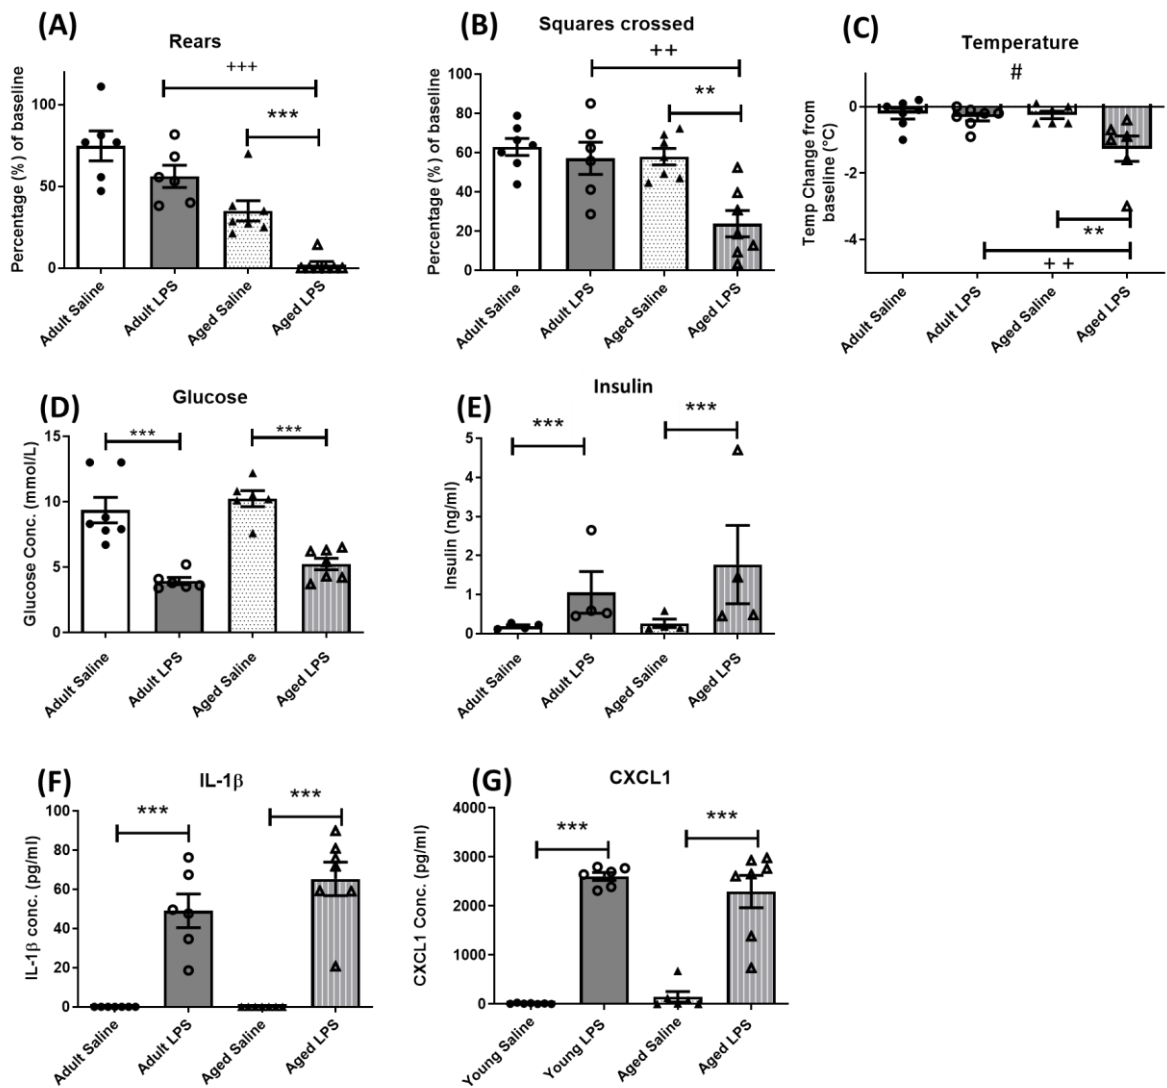 (A)
Rears
Percentage (%) of baseline
100
50
0
+++
***
Adult Saline
Adult LPS
Aged Saline
Aged LPS
(B)
Squares crossed
Percentage (%) of baseline
100
80
60
40
20
0
++
**
Adult Saline
Adult LPS
Aged Saline
Aged LPS
(C)
Temperature
#
Temp Change from
baseline (°C)
0
-2
-4
**
++
Adult Saline
Adult LPS
Aged Saline
Aged LPS
(D)
Glucose
Glucose Conc. (mmol/L)
15
10
5
0
***
***
Adult Saline
Adult LPS
Aged Saline
Aged LPS
(E)
Insulin
Insulin (ng/ml)
5
4
3
2
1
0
***
***
Adult Saline
Adult LPS
Aged Saline
Aged LPS
(F)
IL-1β
IL-1β conc. (pg/ml)
100
80
60
40
20
0
***
***
Adult Saline
Adult LPS
Aged Saline
Aged LPS
(G)
CXCL1
CXCL1 Conc. (pg/ml)
4000
3000
2000
1000
0
***
***
Young Saline
Young LPS
Aged Saline
Aged LPS